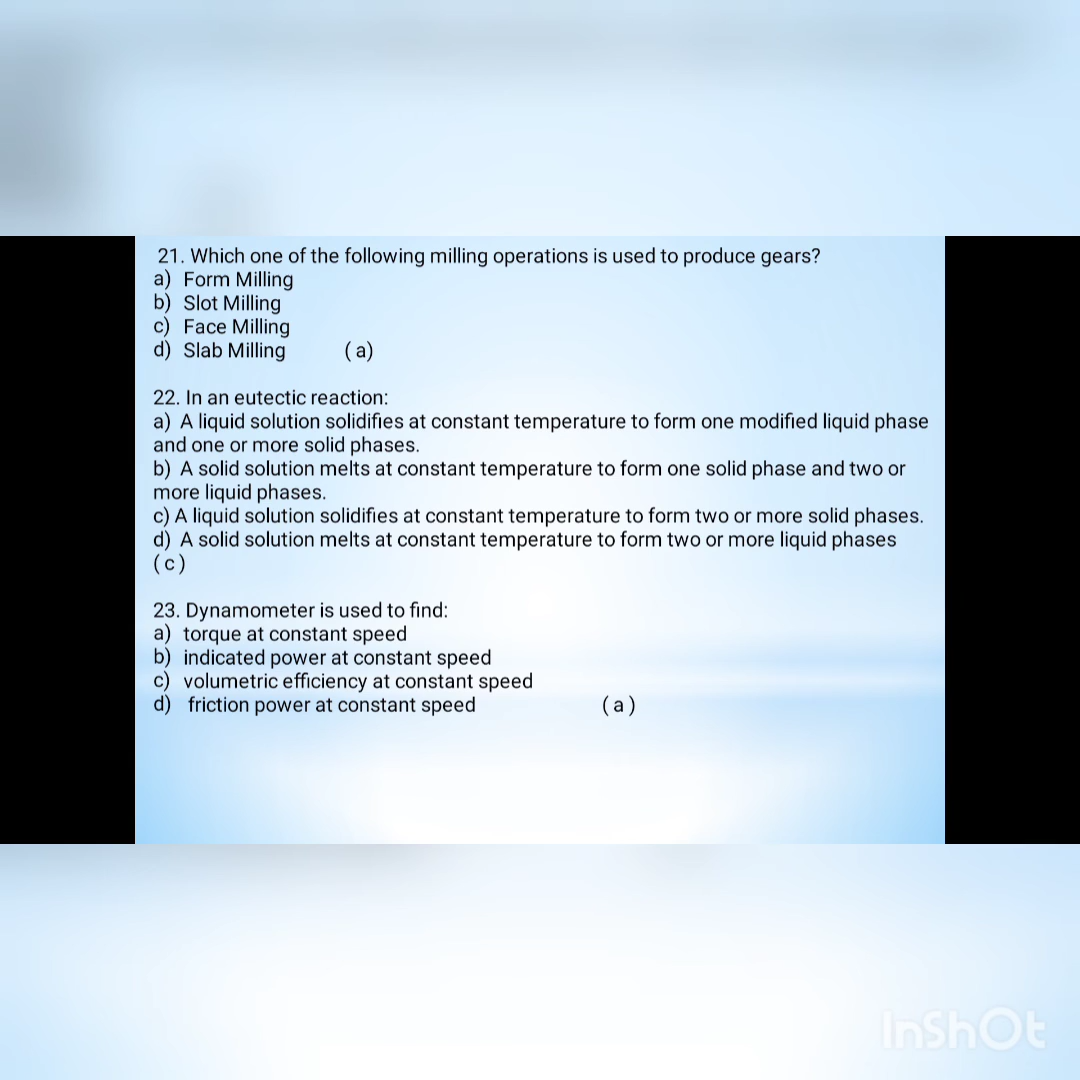 21. Which one of the following milling operations is used to produce gears?
a) Form Milling
b) Slot Milling
c) Face Milling
d) Slab Milling ( a)
22. In an eutectic reaction:
a) A liquid solution solidifies at constant temperature to form one modified liquid phase
and one or more solid phases.
b) A solid solution melts at constant temperature to form one solid phase and two or
more liquid phases.
c) A liquid solution solidifies at constant temperature to form two or more solid phases.
d) A solid solution melts at constant temperature to form two or more liquid phases
( c )
23. Dynamometer is used to find:
a) torque at constant speed
b) indicated power at constant speed
c) volumetric efficiency at constant speed
d) friction power at constant speed ( a )
InShOt